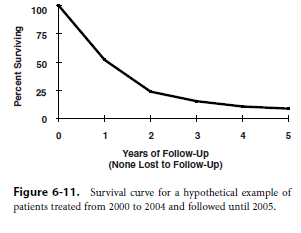 100
75
50
25
0
Percent Surviving
0 1 2 3 4 5
Years of Follow-Up
(None Lost to Follow-Up)
Figure 6-11. Survival curve for a hypothetical example of
patients treated from 2000 to 2004 and followed until 2005.